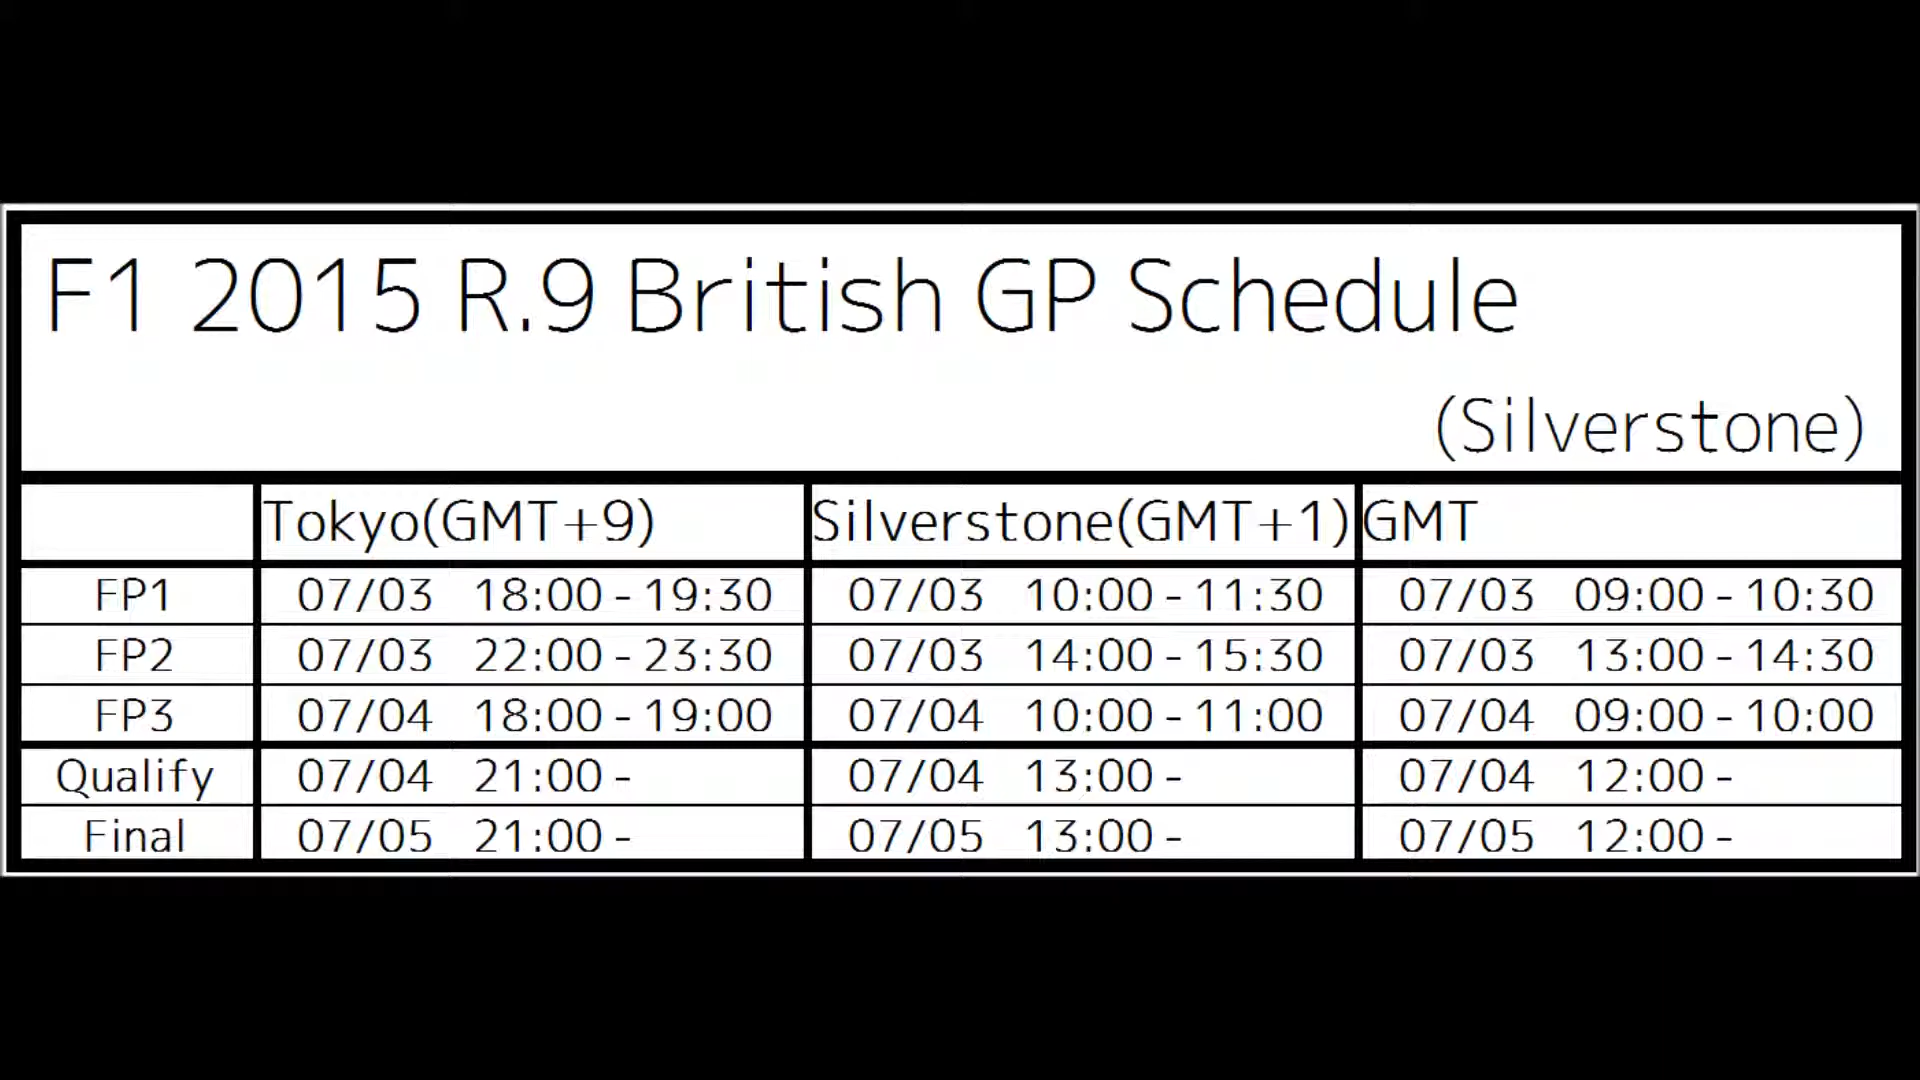 F1 2015 R.9 British GP Schedule
(Silverstone)
Tokyo(GMT+9) Silverstone(GMT+1) GMT
FP1 07/03 18:00 - 19:30 07/03 10:00 - 11:30 07/03 09:00 - 10:30
FP2 07/03 22:00 - 23:30 07/03 14:00 - 15:30 07/03 13:00 - 14:30
FP3 07/04 18:00 - 19:00 07/04 10:00 - 11:00 07/04 09:00 - 10:00
Qualify 07/04 21:00 - 07/04 13:00 - 07/04 12:00 -
Final 07/05 21:00 - 07/05 13:00 - 07/05 12:00 -